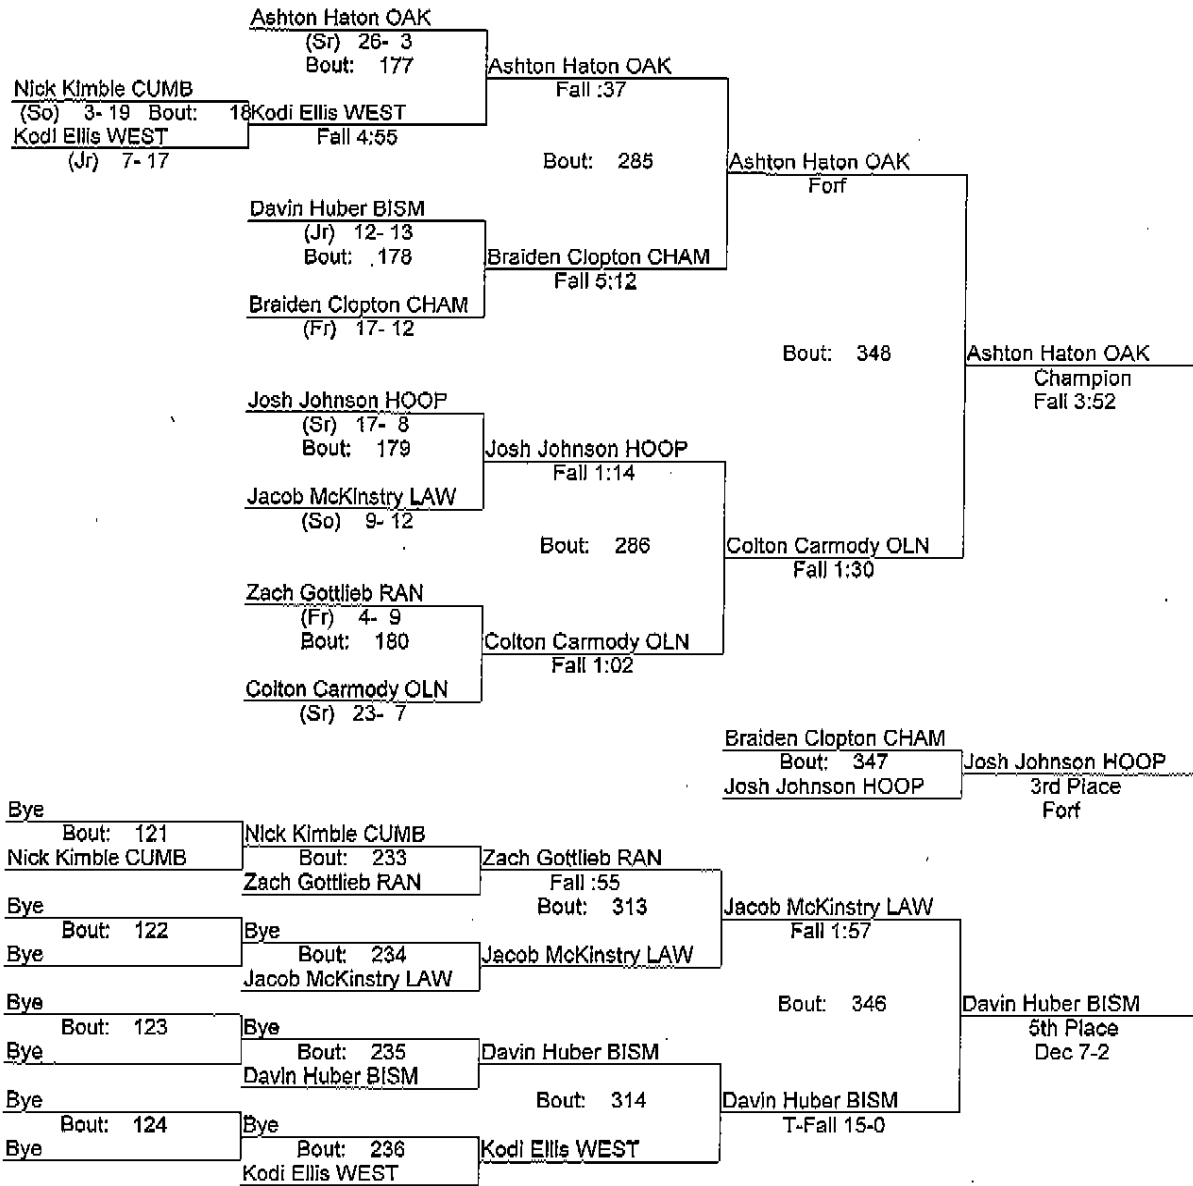 Ashton Haton OAK
(Sr) 26- 3
Bout: 177
Ashton Haton OAK
Fall :37
Nick Kimble CUMB
(So) 3- 19 Bout: 18
Kodi Ellis WEST
Kodi Ellis WEST
Fall 4:55
(Jr) 7- 17
Bout: 285
Ashton Haton OAK
Forf
Davin Huber BISM
(Jr) 12- 13
Bout: 178
Braiden Clopton CHAM
Fall 5:12
Braiden Clopton CHAM
(Fr) 17- 12
Bout: 348
Ashton Haton OAK
Champion
Fall 3:52
Josh Johnson HOOP
(Sr) 17- 8
Bout: 179
Josh Johnson HOOP
Fall 1:14
Jacob McKinstry LAW
(So) 9- 12
Bout: 286
Colton Carmody OLN
Fall 1:30
Zach Gottlieb RAN
(Fr) 4- 9
Bout: 180
Colton Carmody OLN
Fall 1:02
Colton Carmody OLN
(Sr) 23- 7
Braiden Clopton CHAM
Bout: 347
Josh Johnson HOOP
Josh Johnson HOOP
3rd Place
Forf
Bye
Bout: 121
Nick Kimble CUMB
Nick Kimble CUMB
Bout: 233
Zach Gottlieb RAN
Zach Gottlieb RAN
Fall :55
Bout: 313
Jacob McKinstry LAW
Fall 1:57
Bye
Bout: 122
Bye
Bye
Bout: 234
Jacob McKinstry LAW
Jacob McKinstry LAW
Bout: 346
Davin Huber BISM
5th Place
Dec 7-2
Bye
Bout: 123
Bye
Bye
Bout: 235
Davin Huber BISM
Davin Huber BISM
Bout: 314
Davin Huber BISM
T-Fall 15-0
Bye
Bout: 124
Bye
Bye
Bout: 236
Kodi Ellis WEST
Kodi Ellis WEST